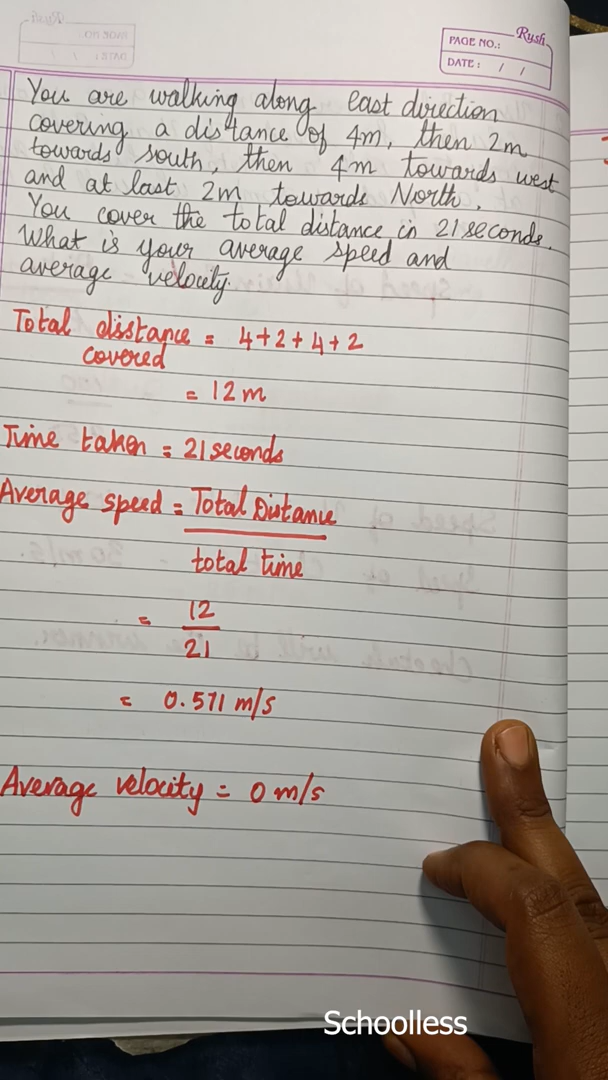 Rush
PAGE NO.:
DATE: / /
You are walking along east direction
covering a distance of 4m, then 2m
towards south, then 4m towards west
and at last 2m towards North.
You cover the total distance in 21 seconds.
What is your average speed and
average velocity.
Total distance = 4+2+4+2
covered
= 12m
Time taken = 21 seconds
Average speed = Total Distance
total time
= 12
21
= 0.571 m/s
Average velocity = 0 m/s
Schoolless